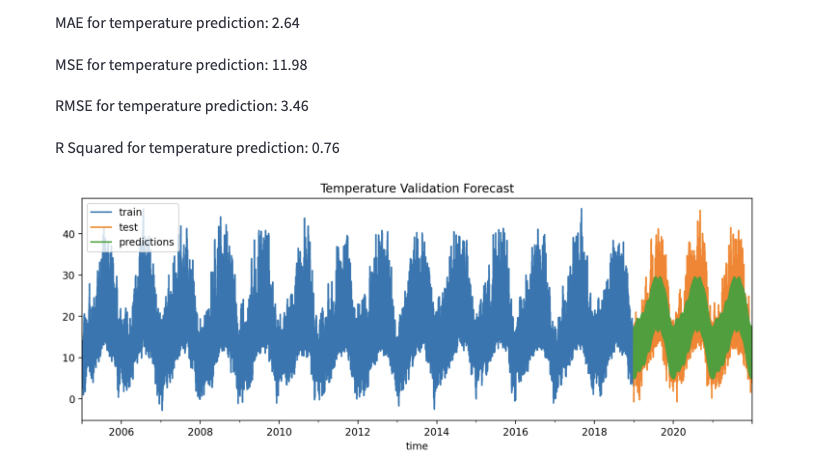 MAE for temperature prediction: 2.64
MSE for temperature prediction: 11.98
RMSE for temperature prediction: 3.46
R Squared for temperature prediction: 0.76
Temperature Validation Forecast
train
test
predictions
40
30
20
10
0
2006 2008 2010 2012 2014 2016 2018 2020
time